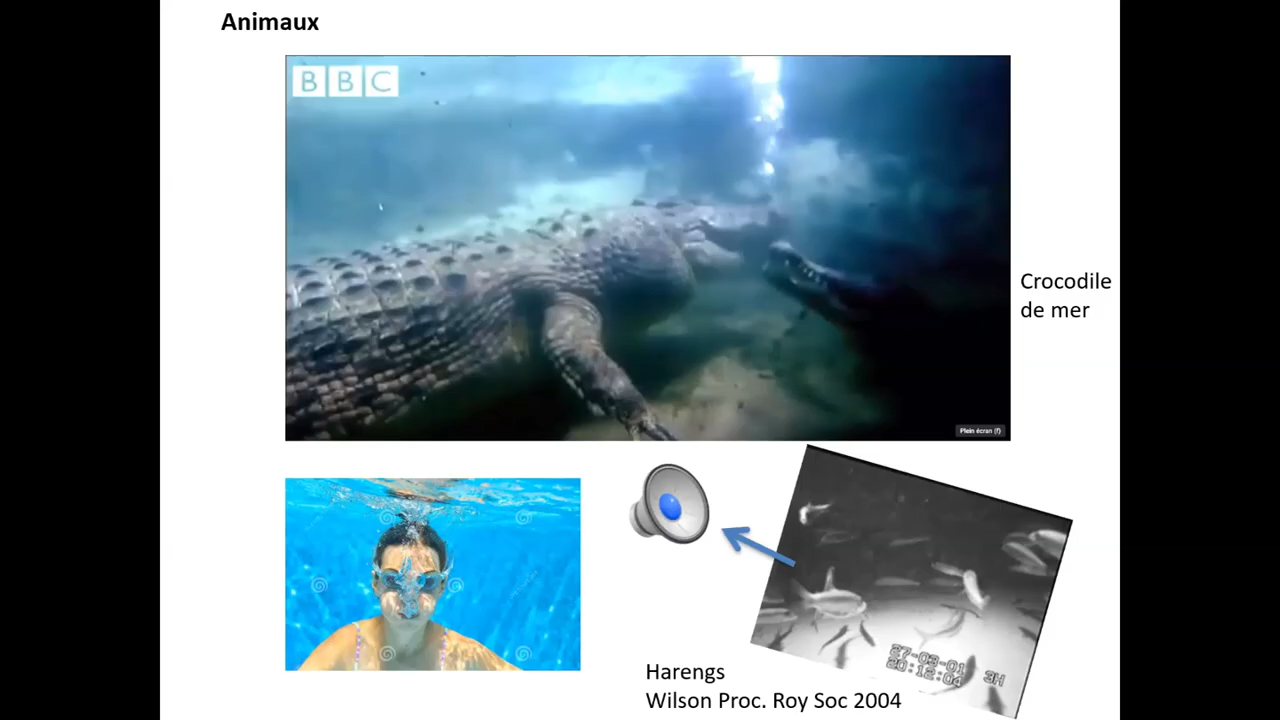 Animaux
BBC
Crocodile
de mer
Plein écran (f)
27-03-01
20:12:04 3H
Harengs
Wilson Proc. Roy Soc 2004